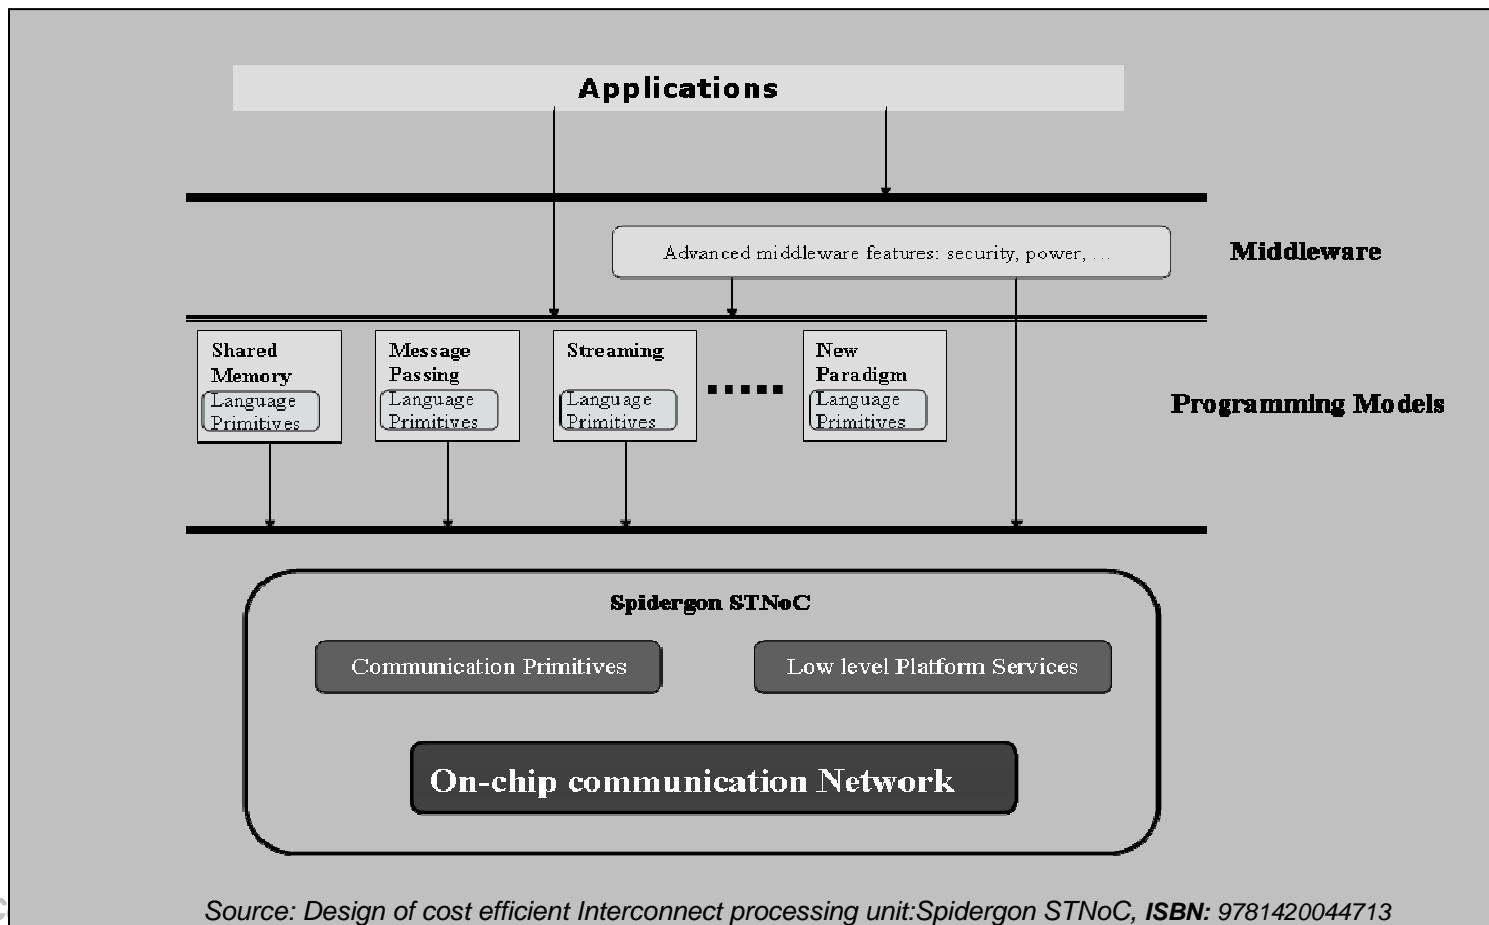 Applications
Advanced middleware features: security, power, ...
Middleware
Shared
Memory
Language
Primitives
Message
Passing
Language
Primitives
Streaming
Language
Primitives
New
Paradigm
Language
Primitives
Programming Models
Spidergon STNoC
Communication Primitives
Low level Platform Services
On-chip communication Network
Source: Design of cost efficient Interconnect processing unit:Spidergon STNoC, ISBN: 9781420044713